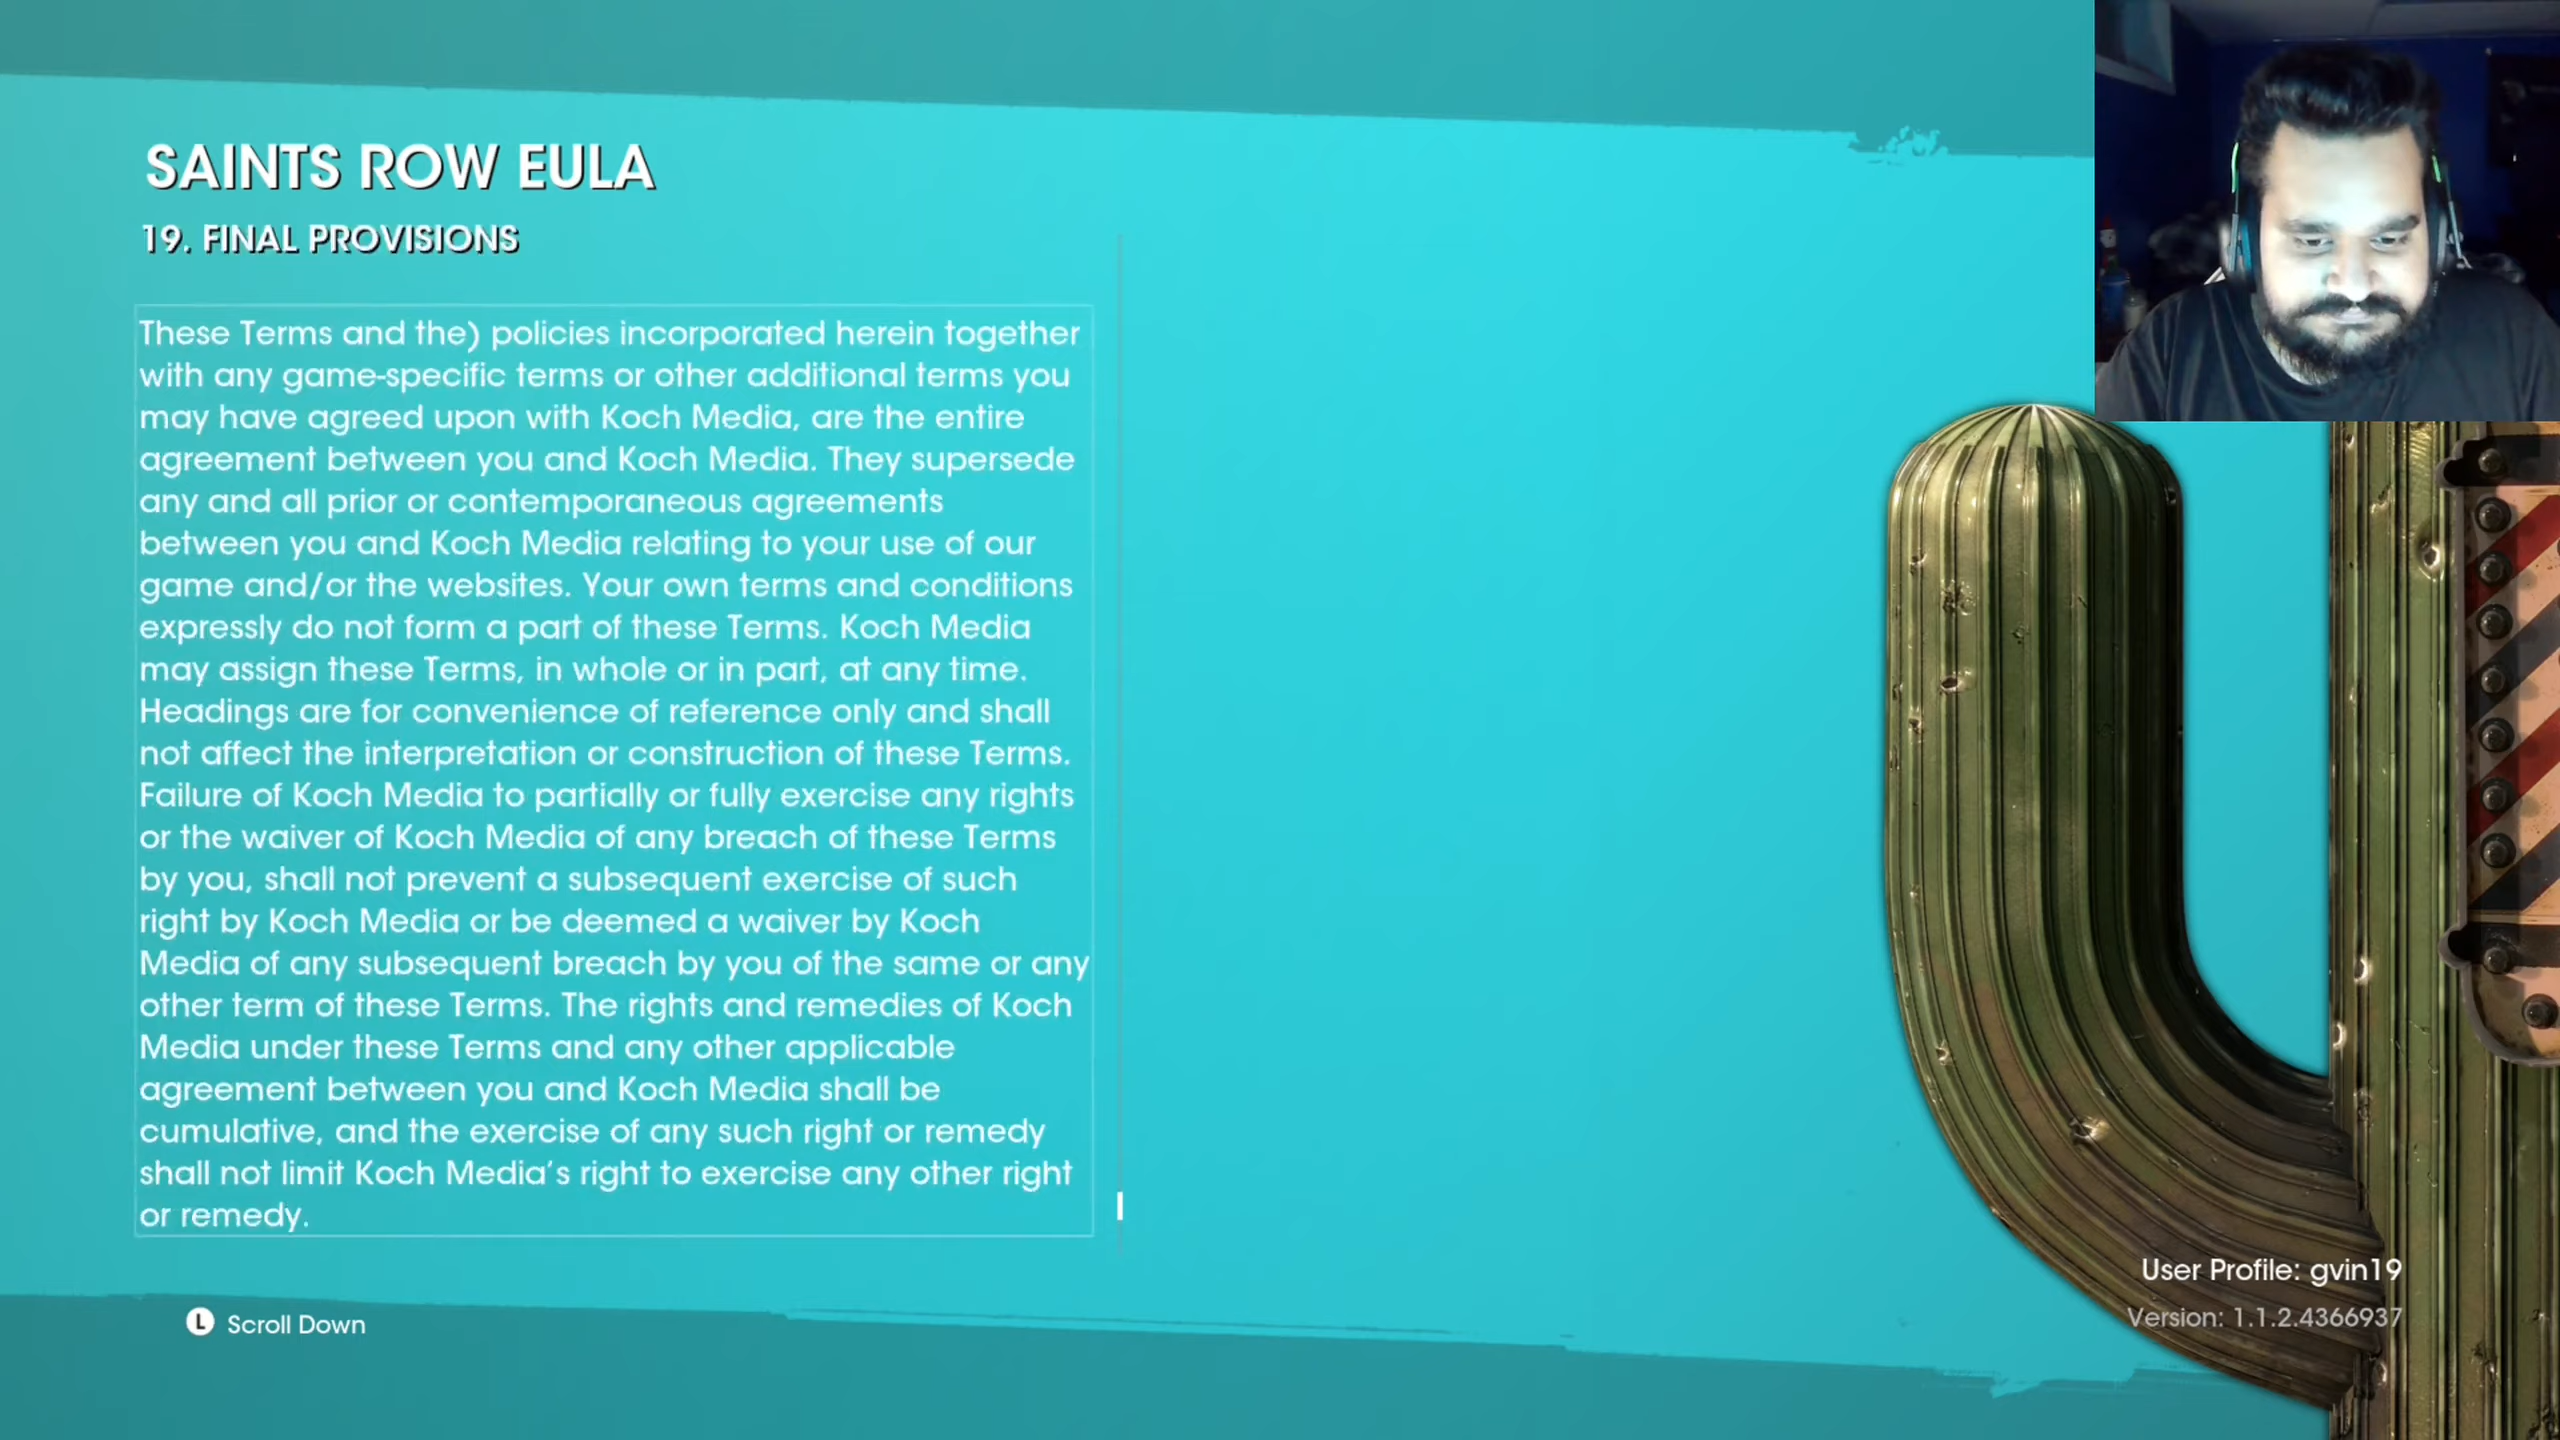 SAINTS ROW EULA
19. FINAL PROVISIONS
These Terms and the) policies incorporated herein together
with any game-specific terms or other additional terms you
may have agreed upon with Koch Media, are the entire
agreement between you and Koch Media. They supersede
any and all prior or contemporaneous agreements
between you and Koch Media relating to your use of our
game and/or the websites. Your own terms and conditions
expressly do not form a part of these Terms. Koch Media
may assign these Terms, in whole or in part, at any time.
Headings are for convenience of reference only and shall
not affect the interpretation or construction of these Terms.
Failure of Koch Media to partially or fully exercise any rights
or the waiver of Koch Media of any breach of these Terms
by you, shall not prevent a subsequent exercise of such
right by Koch Media or be deemed a waiver by Koch
Media of any subsequent breach by you of the same or any
other term of these Terms. The rights and remedies of Koch
Media under these Terms and any other applicable
agreement between you and Koch Media shall be
cumulative, and the exercise of any such right or remedy
shall not limit Koch Media's right to exercise any other right
or remedy.
L Scroll Down
User Profile: gvin19
Version: 1.1.2.4366937